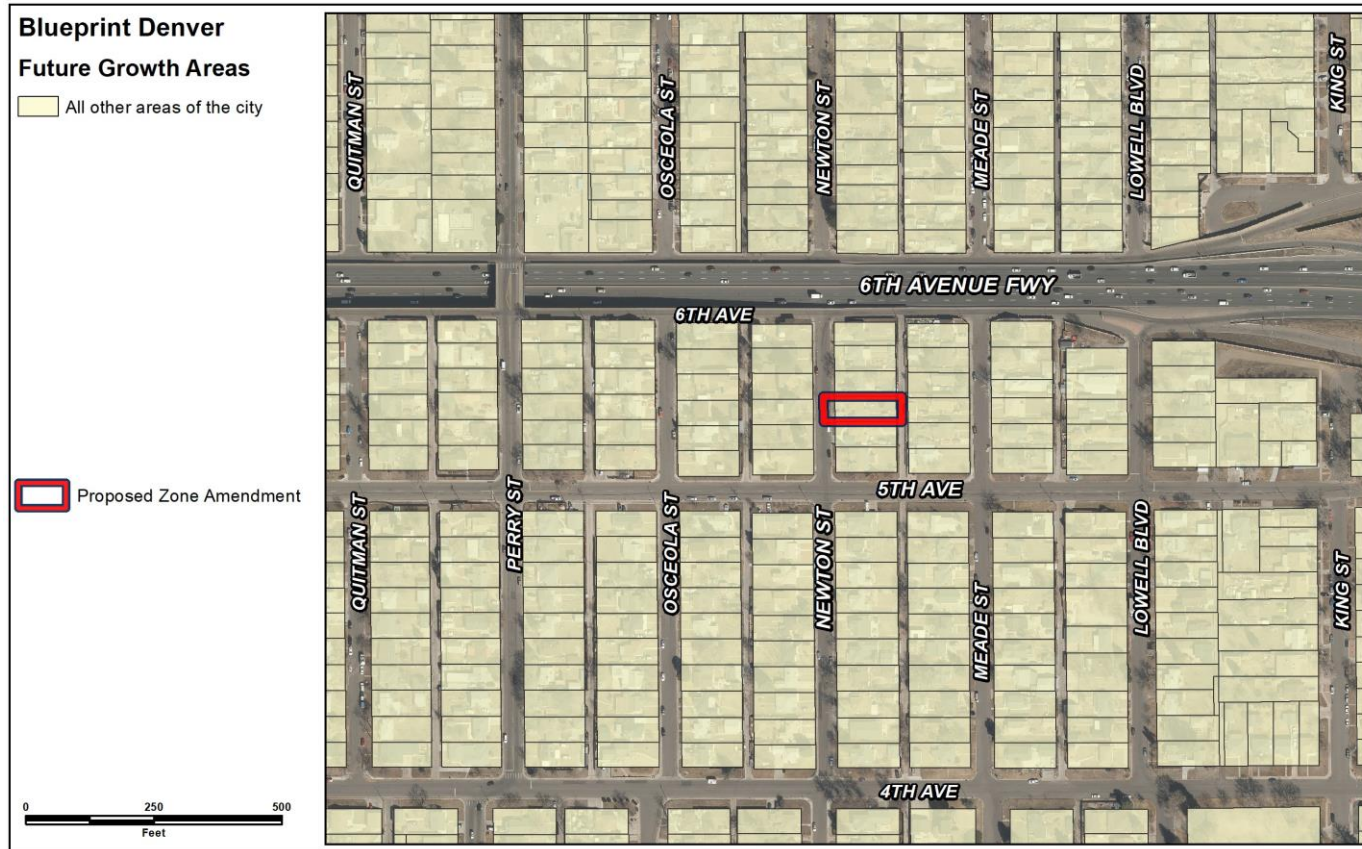 Blueprint Denver
Future Growth Areas
All other areas of the city
Proposed Zone Amendment
0 250 500
Feet
QUITMAN ST
OSCEOLA ST
NEWTON ST
MEADE ST
LOWELL BLVD
KING ST
6TH AVENUE FWY
6TH AVE
5TH AVE
QUITMAN ST
PERRY ST
OSCEOLA ST
NEWTON ST
MEADE ST
LOWELL BLVD
KING ST
4TH AVE